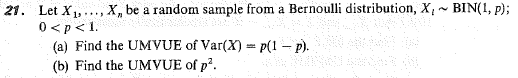 21. Let X₁, ..., Xₙ be a random sample from a Bernoulli distribution, Xᵢ ~ BIN(1, p);
0 < p < 1.
(a) Find the UMVUE of Var(X) = p(1 − p).
(b) Find the UMVUE of p².